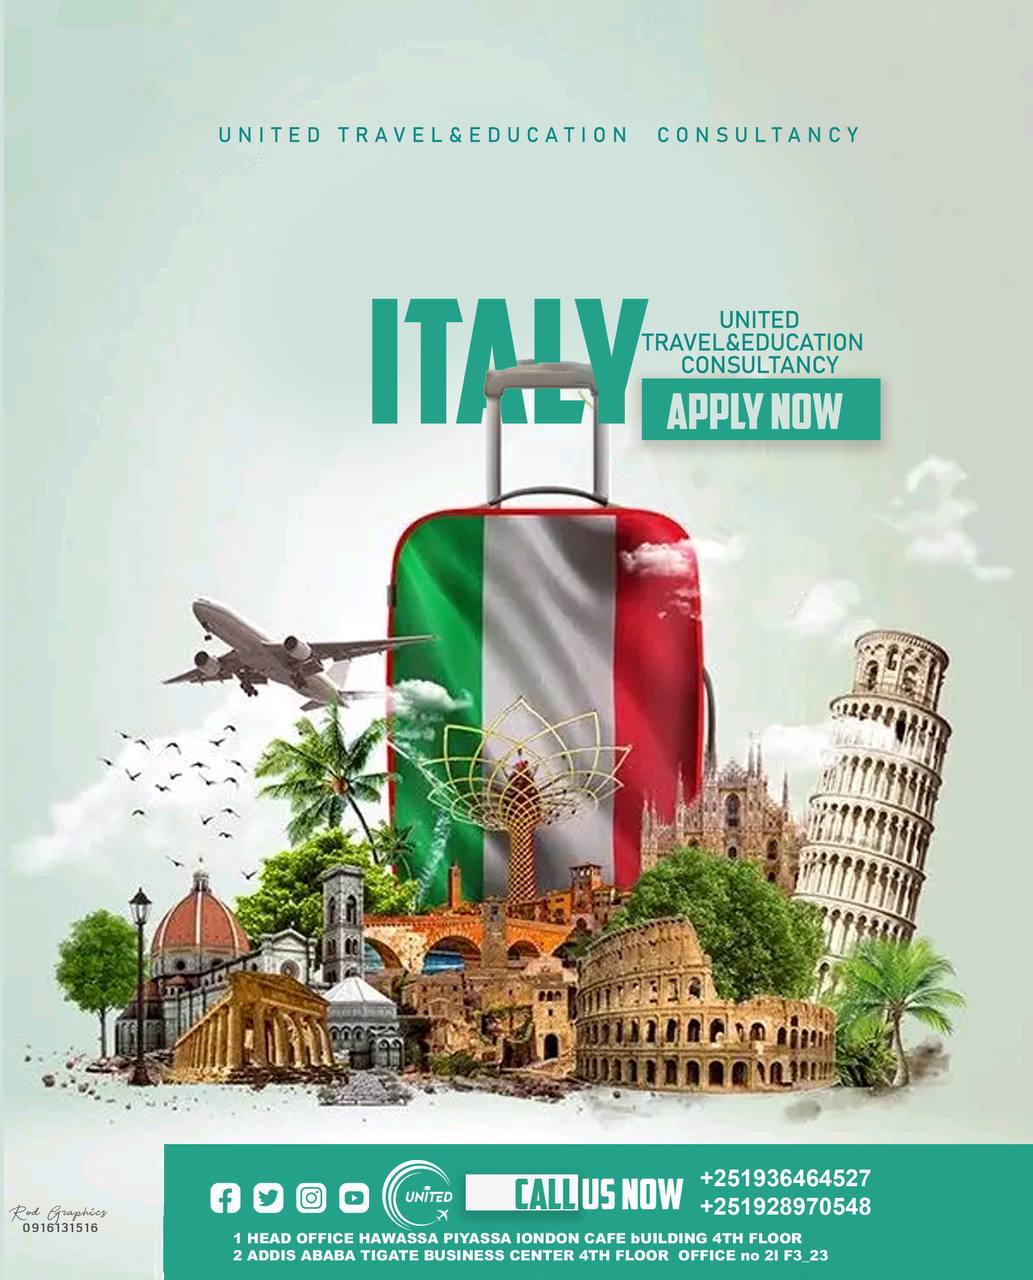 UNITED TRAVEL&EDUCATION CONSULTANCY
ITALY
UNITED
TRAVEL&EDUCATION
CONSULTANCY
APPLY NOW
UNITED
CALL US NOW
+251936464527
+251928970548
Rod Graphics
0916131516
1 HEAD OFFICE HAWASSA PIYASSA lONDON CAFE bUILDING 4TH FLOOR
2 ADDIS ABABA TIGATE BUSINESS CENTER 4TH FLOOR OFFICE no 2l F3_23